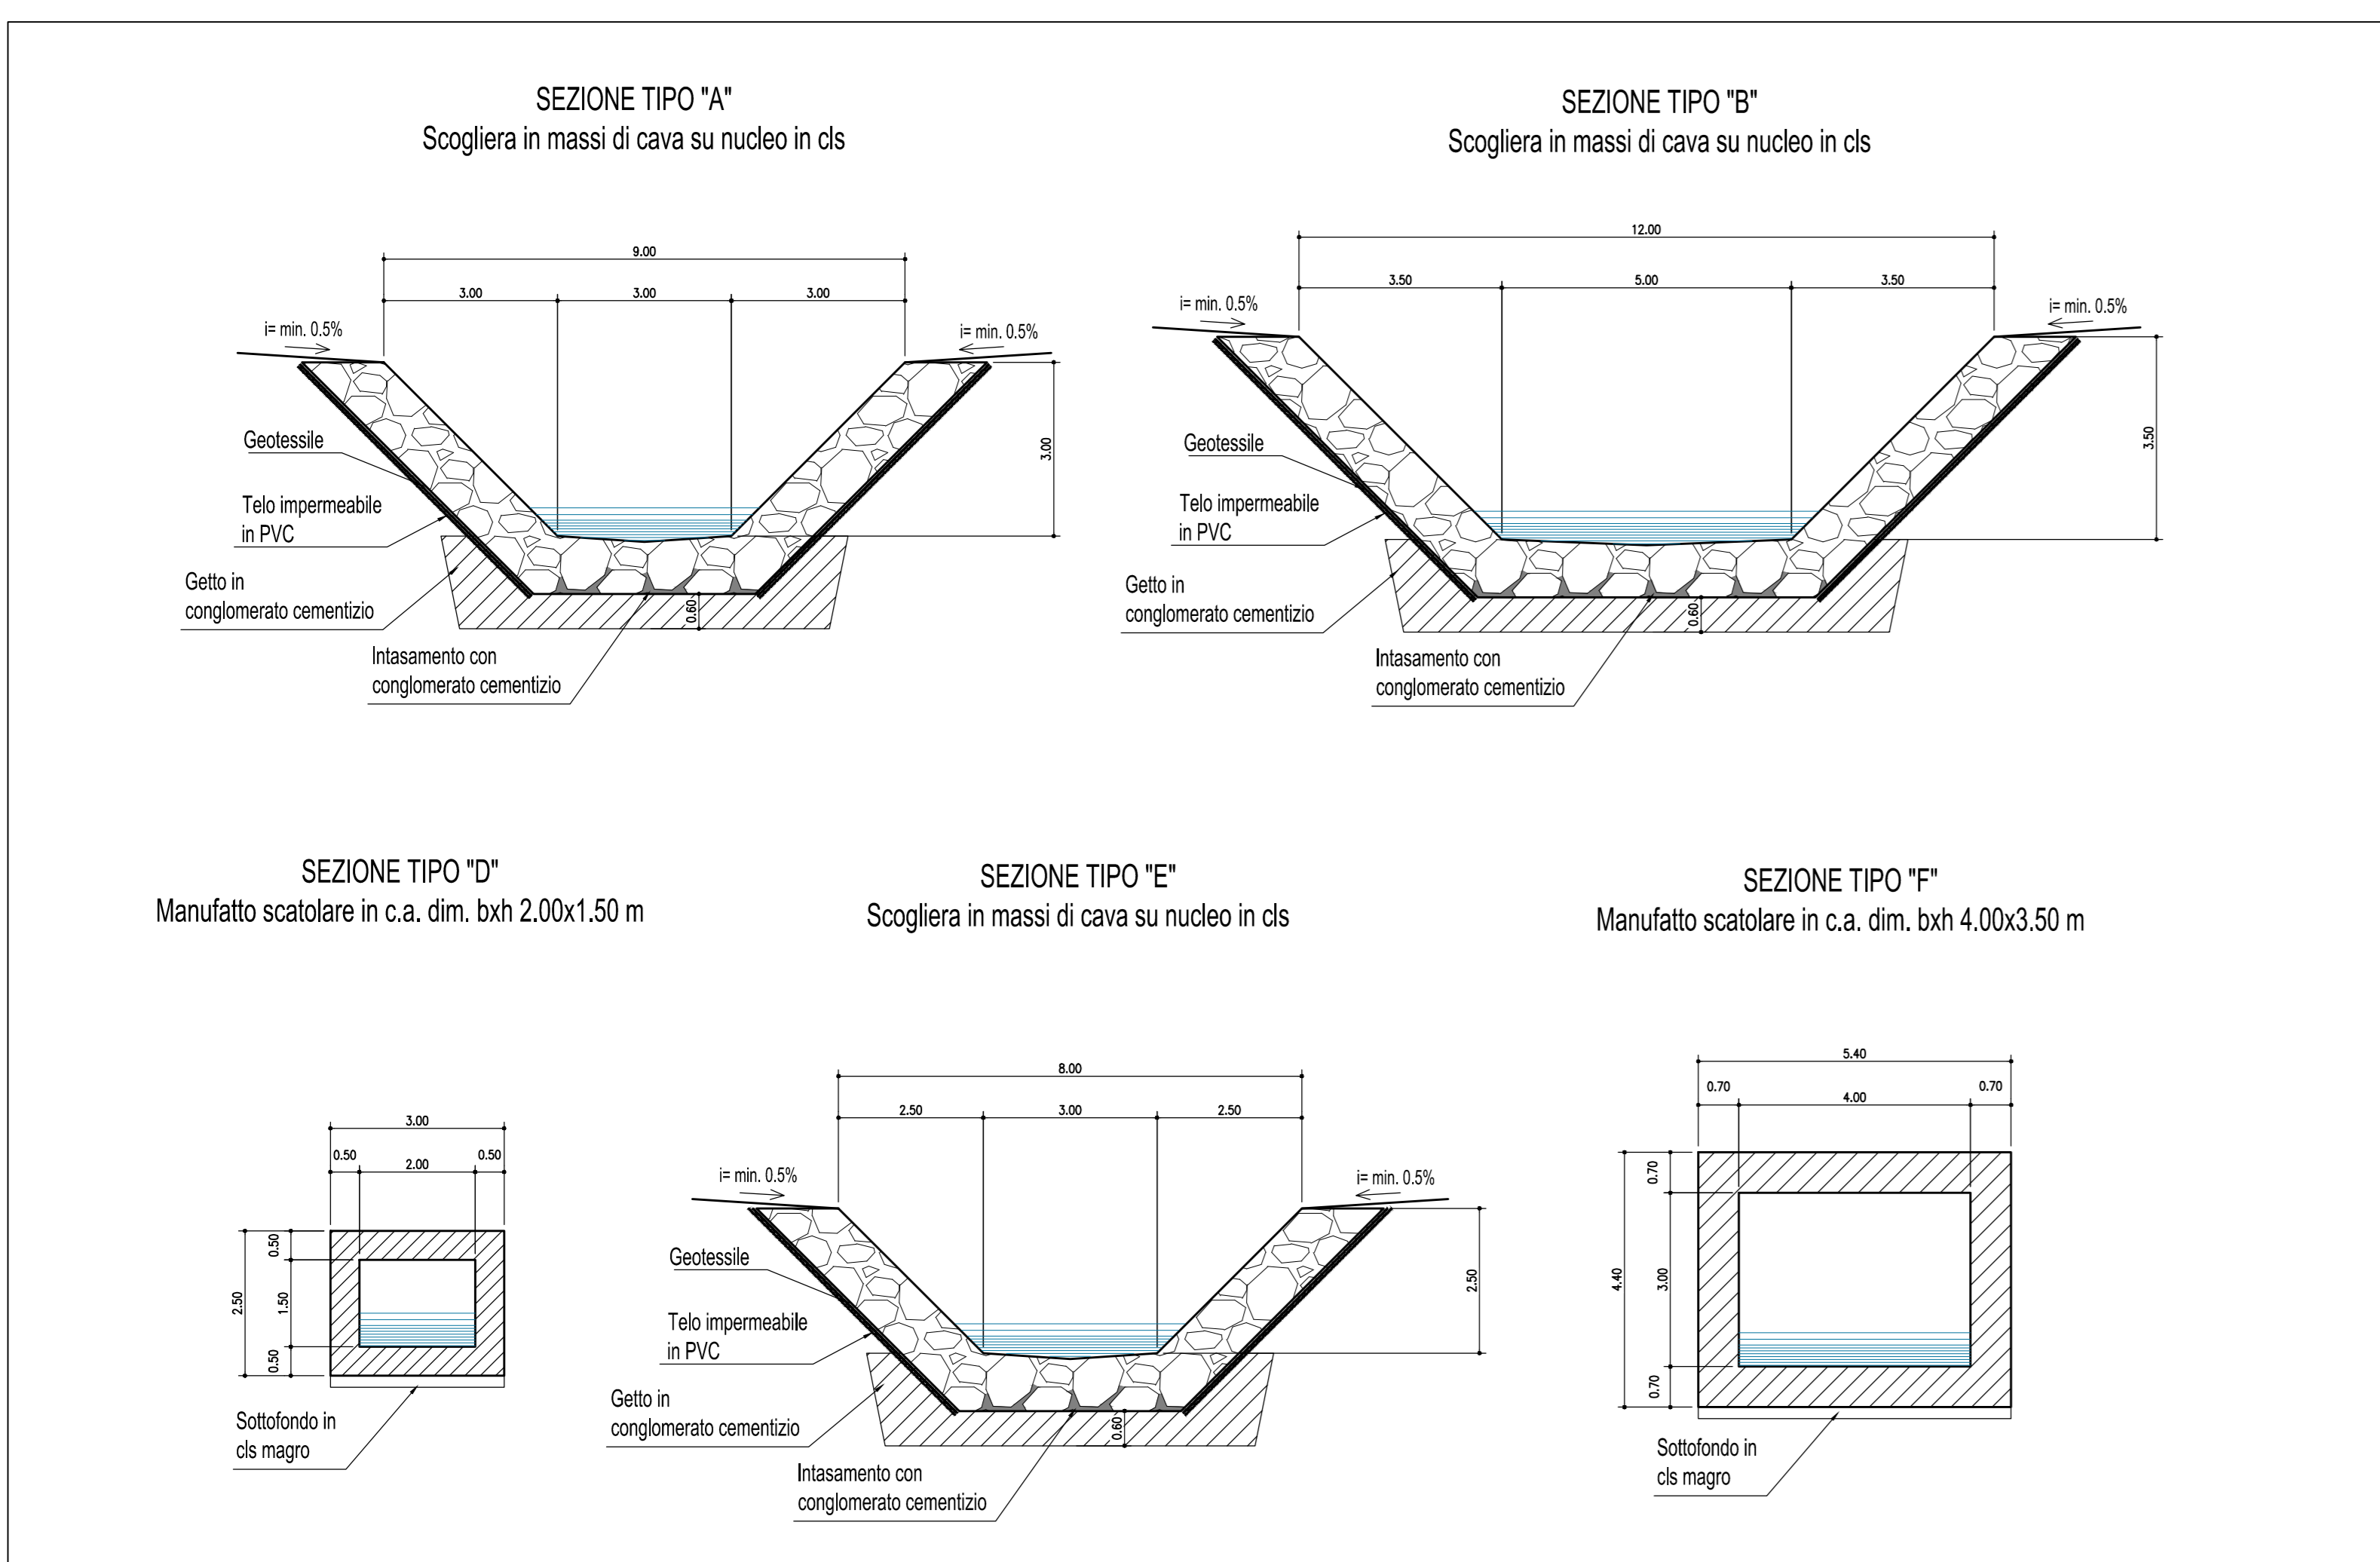 SEZIONE TIPO "A"
Scogliera in massi di cava su nucleo in cls
9.00
3.00
3.00
3.00
i= min. 0.5%
i= min. 0.5%
3.00
Geotessile
Telo impermeabile
in PVC
Getto in
conglomerato cementizio
0.60
Intasamento con
conglomerato cementizio
SEZIONE TIPO "B"
Scogliera in massi di cava su nucleo in cls
12.00
3.50
5.00
3.50
i= min. 0.5%
i= min. 0.5%
3.50
Geotessile
Telo impermeabile
in PVC
Getto in
conglomerato cementizio
0.60
Intasamento con
conglomerato cementizio
SEZIONE TIPO "D"
Manufatto scatolare in c.a. dim. bxh 2.00x1.50 m
3.00
0.50
2.00
0.50
2.50
0.50
1.50
0.50
Sottofondo in
cls magro
SEZIONE TIPO "E"
Scogliera in massi di cava su nucleo in cls
8.00
2.50
3.00
2.50
i= min. 0.5%
i= min. 0.5%
2.50
Geotessile
Telo impermeabile
in PVC
Getto in
conglomerato cementizio
0.60
Intasamento con
conglomerato cementizio
SEZIONE TIPO "F"
Manufatto scatolare in c.a. dim. bxh 4.00x3.50 m
5.40
0.70
4.00
0.70
4.40
0.70
3.00
0.70
Sottofondo in
cls magro